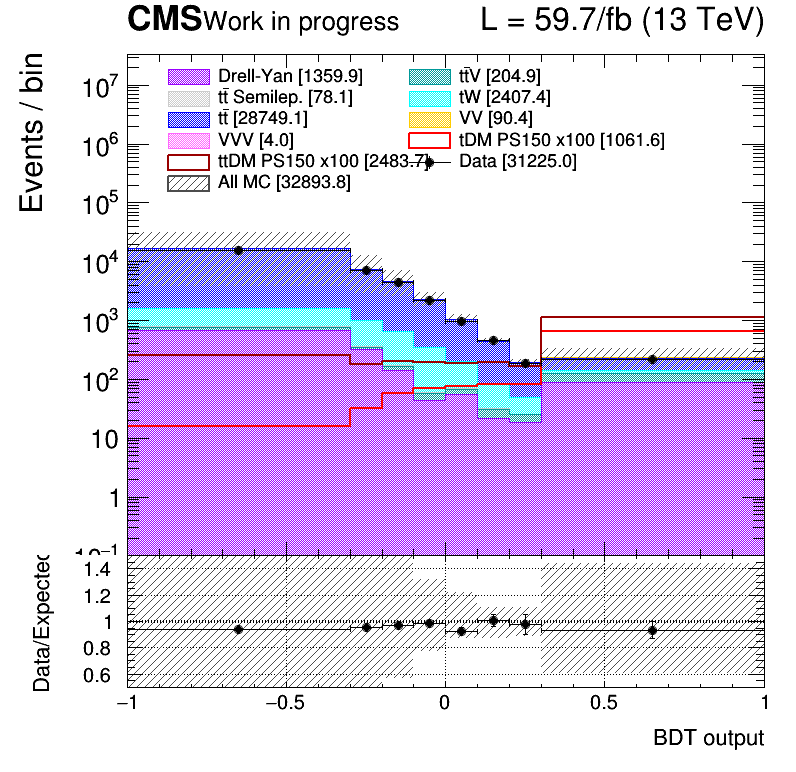 CMS Work in progress L = 59.7/fb (13 TeV)
Events / bin
Drell-Yan [1359.9] tt̄V [204.9]
tt̄ Semilep. [78.1] tW [2407.4]
tt̄ [28749.1] VV [90.4]
VVV [4.0] tDM PS150 x100 [1061.6]
ttDM PS150 x100 [2483.7] Data [31225.0]
All MC [32893.8]
10⁷
10⁶
10⁵
10⁴
10³
10²
10
1
10⁻¹
Data/Expected
1.4
1.2
1
0.8
0.6
−1 −0.5 0 0.5 1
BDT output